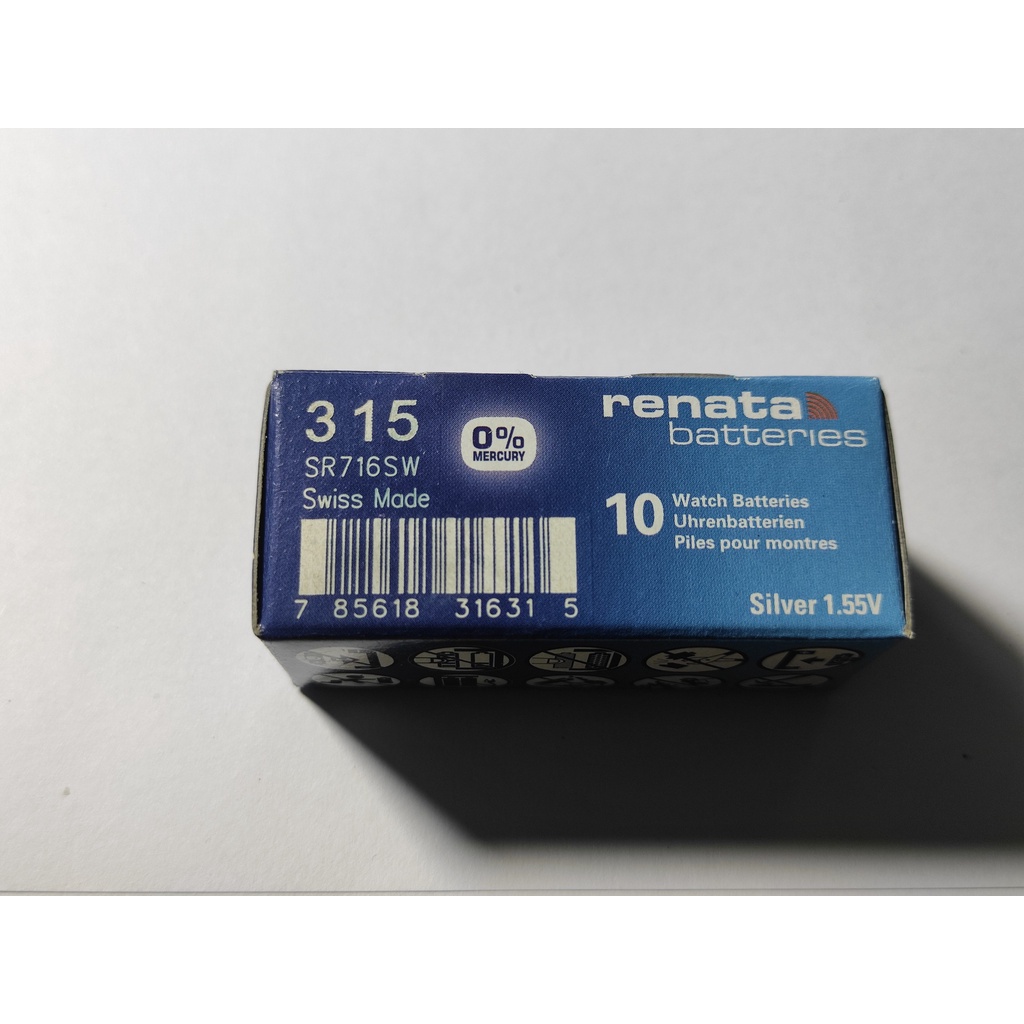 315
SR716SW
Swiss Made
7 85618 31631 5
0%
MERCURY
renata
batteries
10
Watch Batteries
Uhrenbatterien
Piles pour montres
Silver 1.55V